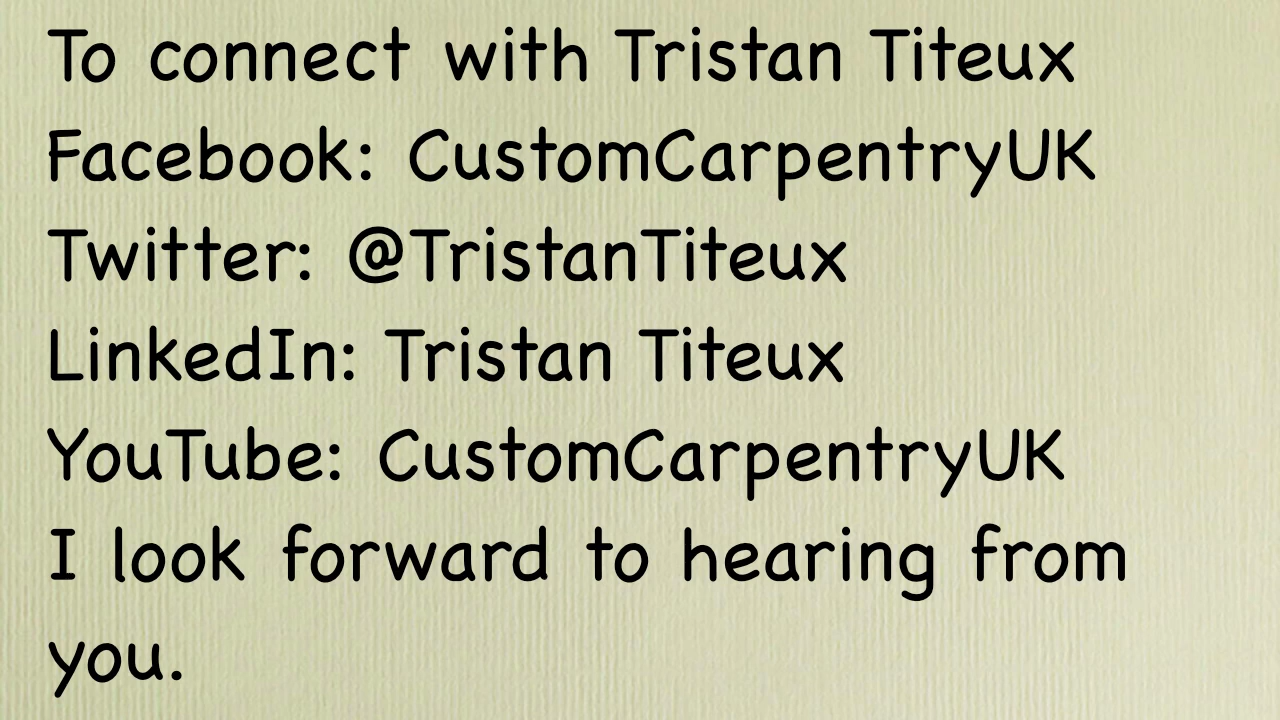 To connect with Tristan Titeux
Facebook: CustomCarpentryUK
Twitter: @TristanTiteux
LinkedIn: Tristan Titeux
YouTube: CustomCarpentryUK
I look forward to hearing from
you.